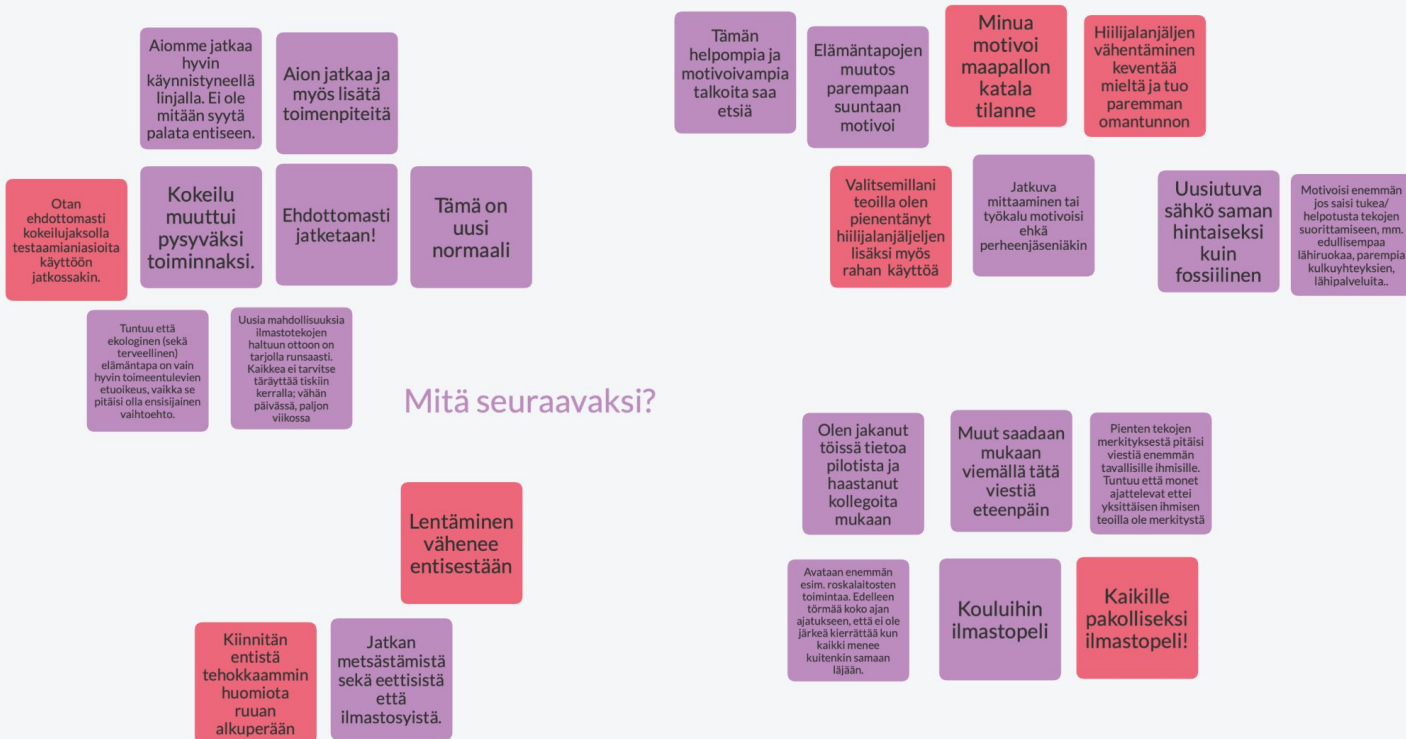 Aiomme jatkaa
hyvin
käynnistyneellä
linjalla. Ei ole
mitään syytä
palata entiseen.
Aion jatkaa ja
myös lisätä
toimenpiteitä
Otan
ehdottomasti
kokeilujaksolla
testaamianiasioita
käyttöön
jatkossakin.
Kokeilu
muuttui
pysyväksi
toiminnaksi.
Ehdottomasti
jatketaan!
Tämä on
uusi
normaali
Tuntuu että
ekologinen (sekä
terveellinen)
elämäntapa on vain
hyvin toimeentulevien
etuoikeus, vaikka se
pitäisi olla ensisijainen
vaihtoehto.
Uusia mahdollisuuksia
ilmastotekojen
haltuun ottoon on
tarjolla runsaasti.
Kaikkea ei tarvitse
täräyttää tiskiin
kerralla; vähän
päivässä, paljon
viikossa
Tämän
helpompia ja
motivoivampia
talkoita saa
etsiä
Elämäntapojen
muutos
parempaan
suuntaan
motivoi
Minua
motivoi
maapallon
katala
tilanne
Hiilijalanjäljen
vähentäminen
keventää
mieltä ja tuo
paremman
omantunnon
Valitsemillani
teoilla olen
pienentänyt
hiilijalanjäljeljen
lisäksi myös
rahan käyttöä
Jatkuva
mittaaminen tai
työkalu motivoisi
ehkä
perheenjäseniäkin
Uusiutuva
sähkö saman
hintaiseksi
kuin
fossiilinen
Motivoisi enemmän
jos saisi tukea/
helpotusta tekojen
suorittamiseen, mm.
edullisempaa
lähiruokaa, parempia
kulkuyhteyksien,
lähipalveluita..
Mitä seuraavaksi?
Lentäminen
vähenee
entisestään
Kiinnitän
entistä
tehokkaammin
huomiota
ruuan
alkuperään
Jatkan
metsästämistä
sekä eettisistä
että
ilmastosyistä.
Olen jakanut
töissä tietoa
pilotista ja
haastanut
kollegoita
mukaan
Muut saadaan
mukaan
viemällä tätä
viestiä
eteenpäin
Pienten tekojen
merkityksestä pitäisi
viestiä enemmän
tavallisille ihmisille.
Tuntuu että monet
ajattelevat ettei
yksittäisen ihmisen
teoilla ole merkitystä
Avataan enemmän
esim. roskalaitosten
toimintaa. Edelleen
törmää koko ajan
ajatukseen, että ei ole
järkeä kierrättää kun
kaikki menee
kuitenkin samaan
läjään.
Kouluihin
ilmastopeli
Kaikille
pakolliseksi
ilmastopeli!